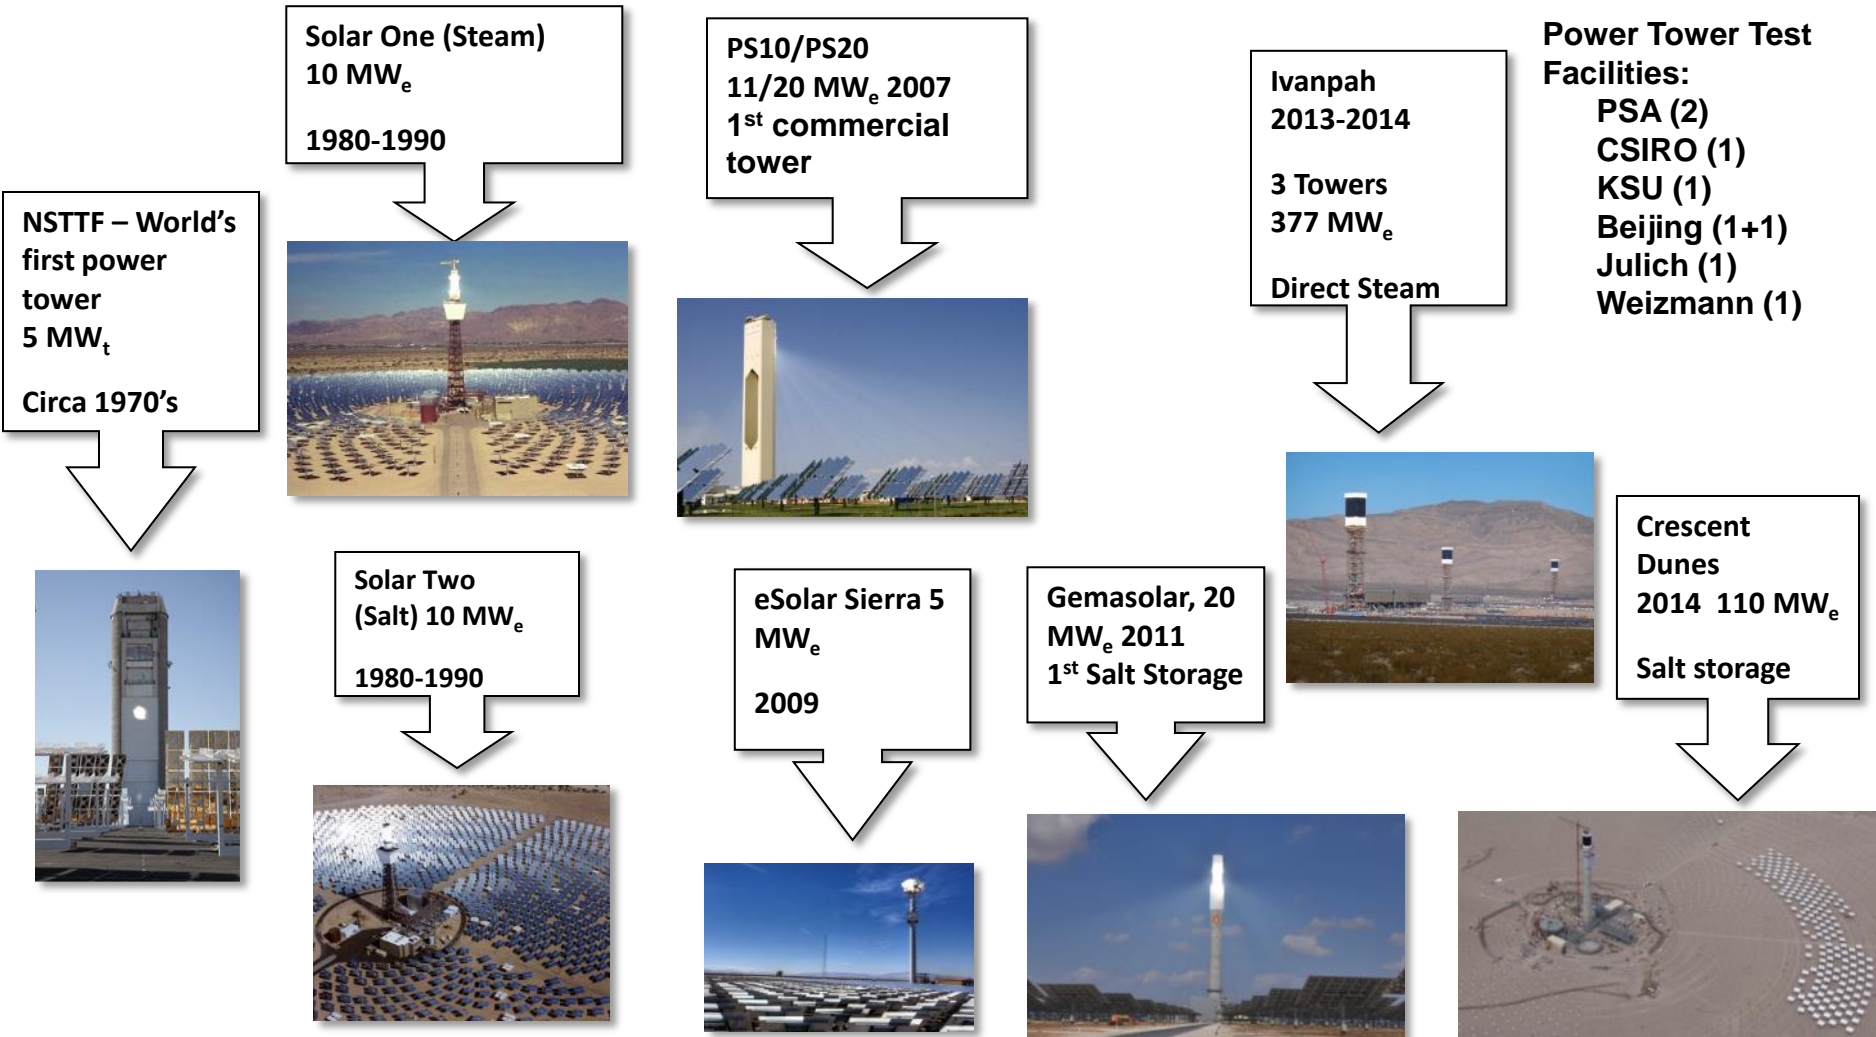 Solar One (Steam)
10 MWe
1980-1990
PS10/PS20
11/20 MWe 2007
1st commercial
tower
Ivanpah
2013-2014
3 Towers
377 MWe
Direct Steam
Power Tower Test
Facilities:
PSA (2)
CSIRO (1)
KSU (1)
Beijing (1+1)
Julich (1)
Weizmann (1)
NSTTF – World’s
first power
tower
5 MWt
Circa 1970’s
Solar Two
(Salt) 10 MWe
1980-1990
eSolar Sierra 5
MWe
2009
Gemasolar, 20
MWe 2011
1st Salt Storage
Crescent
Dunes
2014 110 MWe
Salt storage